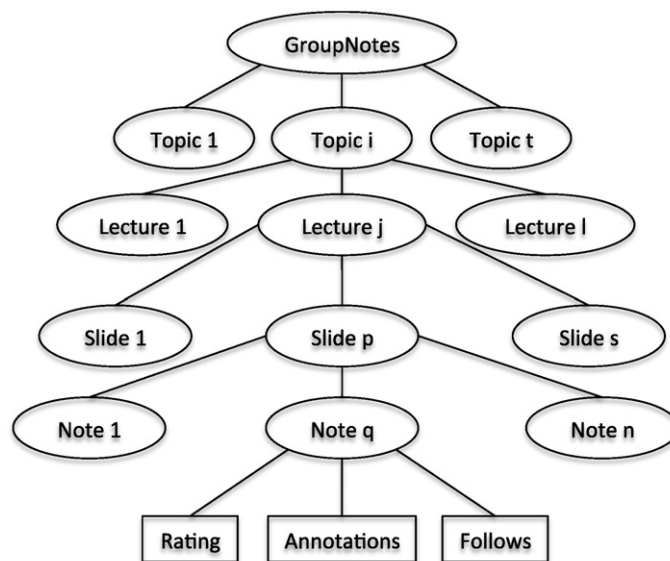 GroupNotes
Topic 1 Topic i Topic t
Lecture 1 Lecture j Lecture l
Slide 1 Slide p Slide s
Note 1 Note q Note n
Rating Annotations Follows